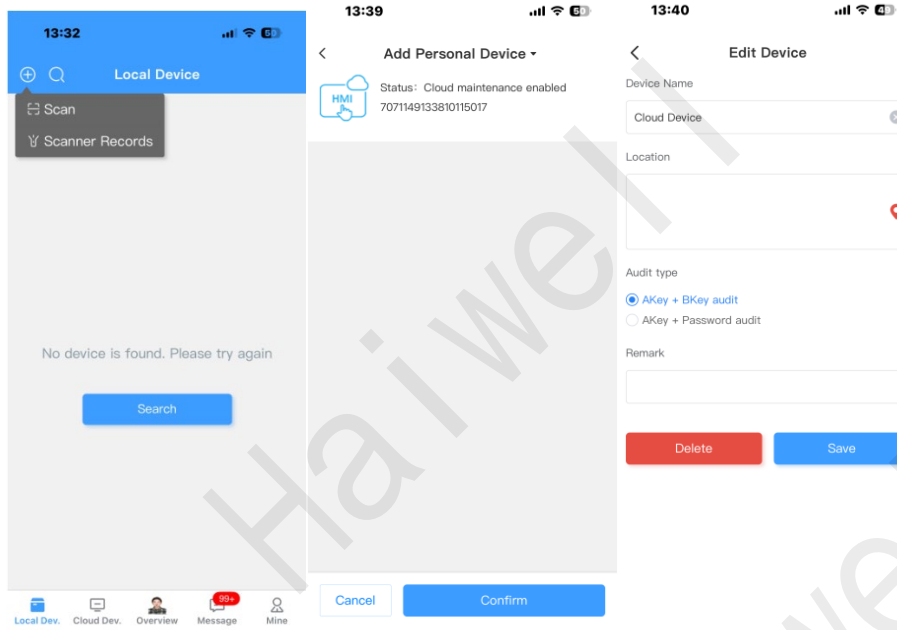 13:32
Local Device
Scan
Scanner Records
No device is found. Please try again
Search
99+
Local Dev.
Cloud Dev.
Overview
Message
Mine
13:39
50
Add Personal Device
HMI
Status: Cloud maintenance enabled
7071149133810115017
Cancel
Confirm
13:40
49
Edit Device
Device Name
Cloud Device
Location
Audit type
AKey + BKey audit
AKey + Password audit
Remark
Delete
Save
Haiwell